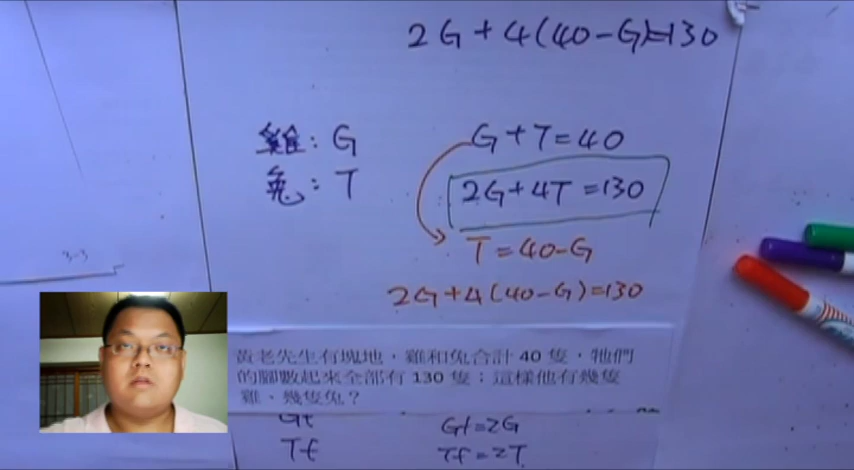 2G+4(40-G)=130
雞:G
G+T=40
兔:T
2G+4T=130
T=40-G
2G+4(40-G)=130
黃老先生有塊地,雞和兔合計 40 隻,牠們
的腳數起來全部有 130 隻;這樣他有幾隻
雞、幾隻兔?
Gf
Gf=2G
Tf
Tf=2T